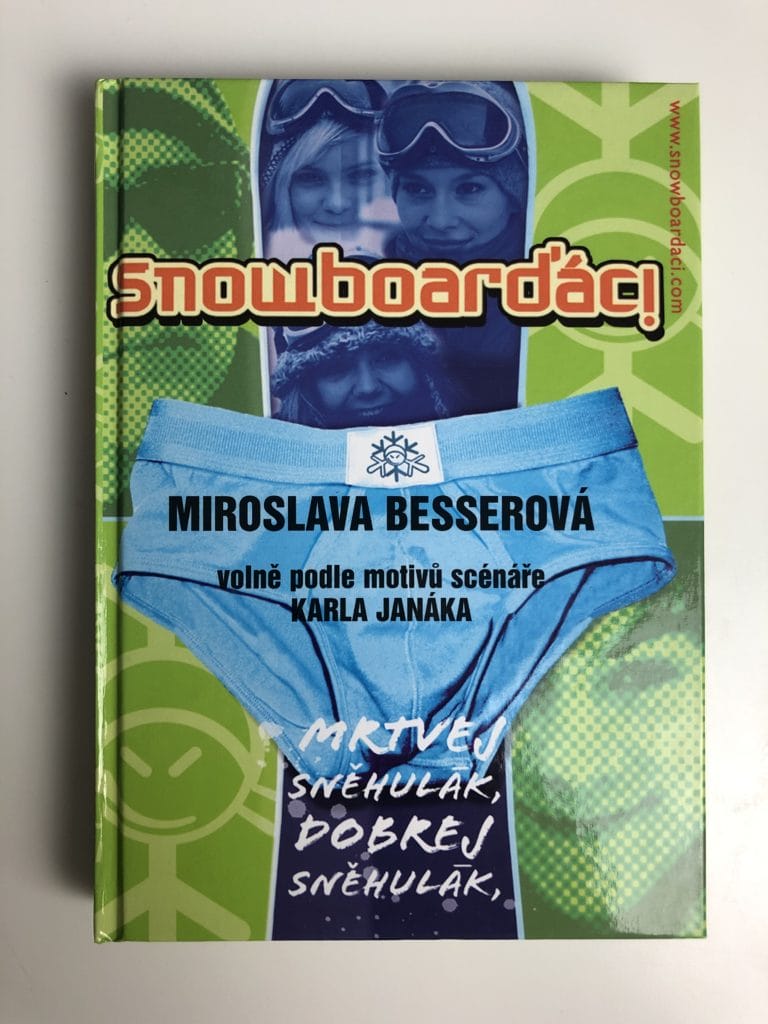 www.snowboardaci.com
Snowboarďáci
MIROSLAVA BESSEROVÁ
volně podle motivů scénáře
KARLA JANÁKA
MRTVEJ
SNĚHULÁK,
DOBREJ
SNĚHULÁK,